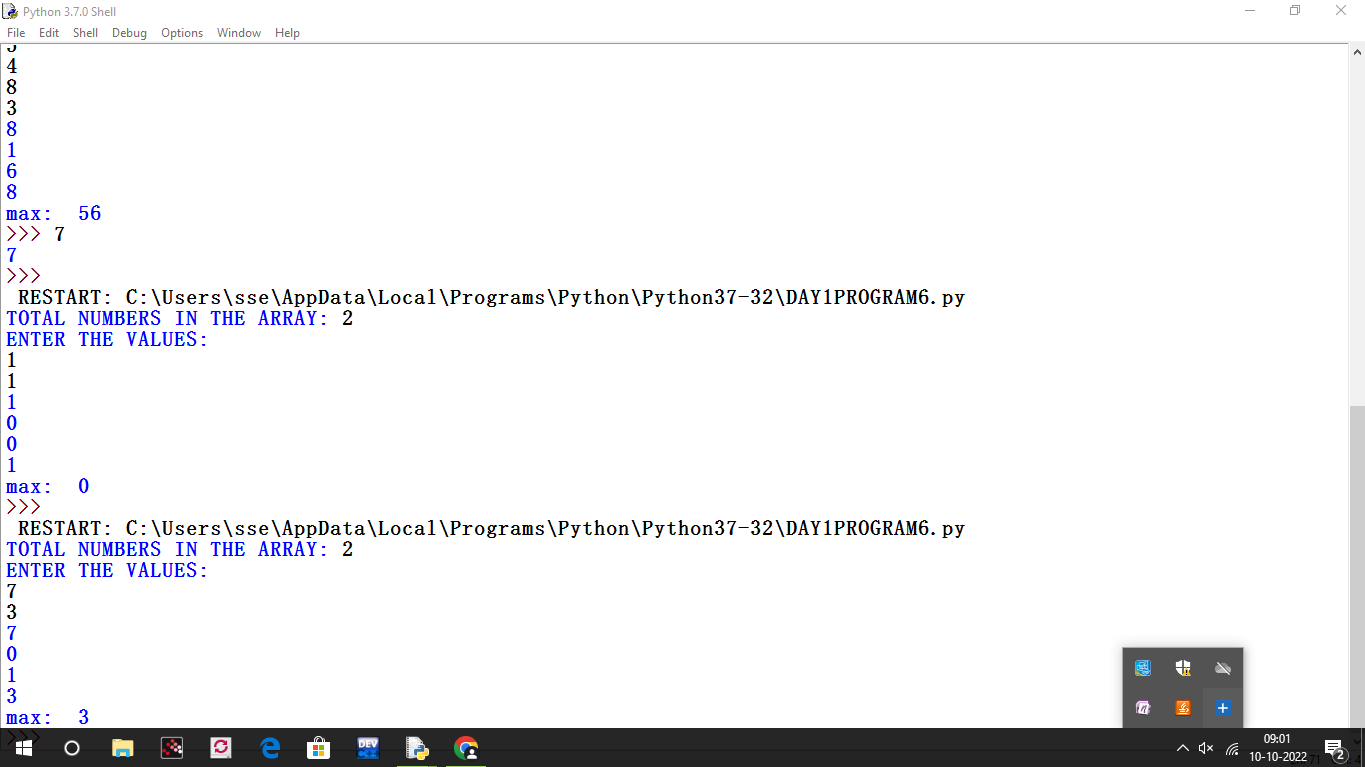 Python 3.7.0 Shell
File Edit Shell Debug Options Window Help
4
8
3
8
1
6
8
max:  56
>>> 7
7
>>>
 RESTART: C:\Users\sse\AppData\Local\Programs\Python\Python37-32\DAY1PROGRAM6.py
TOTAL NUMBERS IN THE ARRAY: 2
ENTER THE VALUES:
1
1
1
0
0
1
max:  0
>>>
 RESTART: C:\Users\sse\AppData\Local\Programs\Python\Python37-32\DAY1PROGRAM6.py
TOTAL NUMBERS IN THE ARRAY: 2
ENTER THE VALUES:
7
3
7
0
1
3
max:  3
>>>
DEV
09:01
10-10-2022
2